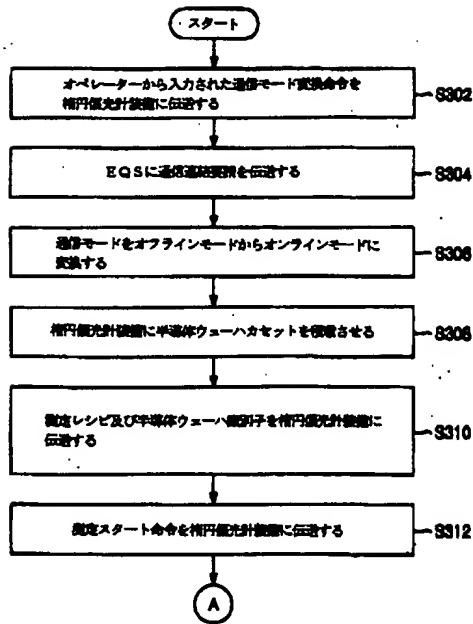 スタート
オペレーターから入力された通信モード変換命令を
楕円偏光計装備に伝送する
S302
EQSに通信連結要請を伝送する
S304
通信モードをオフラインモードからオンラインモードに
変換する
S306
楕円偏光計装備に半導体ウェーハカセットを積載させる
S308
測定レシピ及び半導体ウェーハ識別子を楕円偏光計装備に
伝送する
S310
測定スタート命令を楕円偏光計装備に伝送する
S312
A